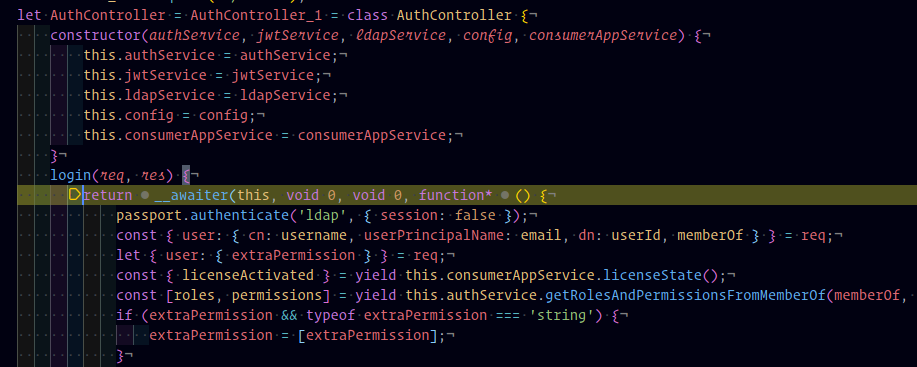 let AuthController = AuthController_1 = class AuthController {¬
constructor(authService, jwtService, ldapService, config, consumerAppService) {¬
this.authService = authService;¬
this.jwtService = jwtService;¬
this.ldapService = ldapService;¬
this.config = config;¬
this.consumerAppService = consumerAppService;¬
}¬
login(req, res) {¬
return __awaiter(this, void 0, void 0, function* () {¬
passport.authenticate('ldap', { session: false });¬
const { user: { cn: username, userPrincipalName: email, dn: userId, memberOf } } = req;¬
let { user: { extraPermission } } = req;¬
const { licenseActivated } = yield this.consumerAppService.licenseState();¬
const [roles, permissions] = yield this.authService.getRolesAndPermissionsFromMemberOf(memberOf,
if (extraPermission && typeof extraPermission === 'string') {¬
extraPermission = [extraPermission];¬
}¬